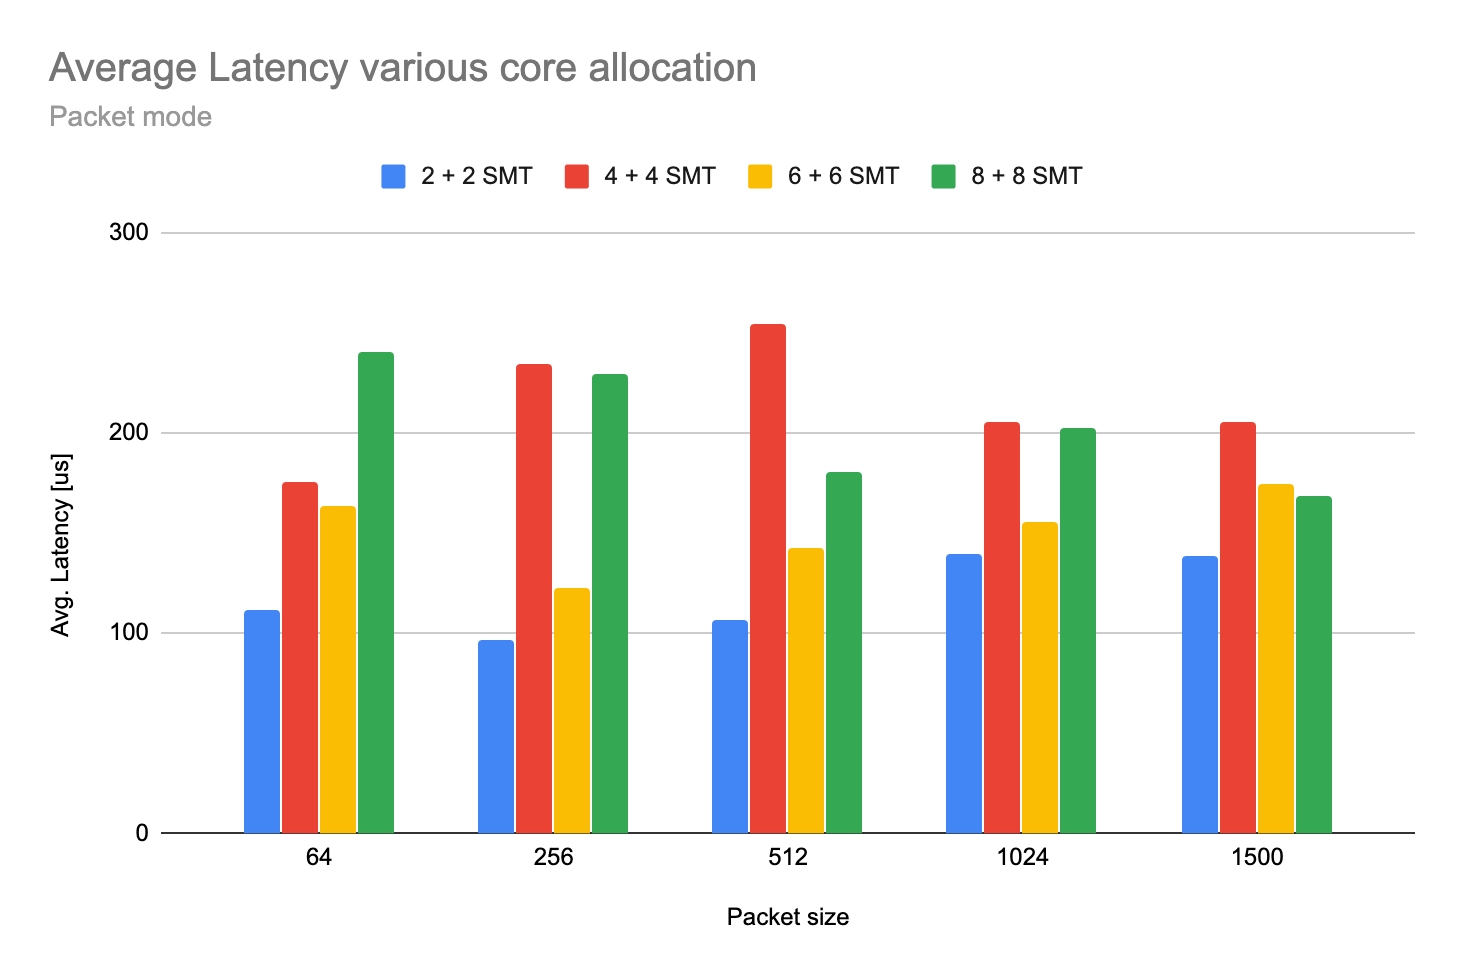 Average Latency various core allocation
Packet mode
2 + 2 SMT
4 + 4 SMT
6 + 6 SMT
8 + 8 SMT
300
200
100
0
Avg. Latency [us]
64
256
512
1024
1500
Packet size